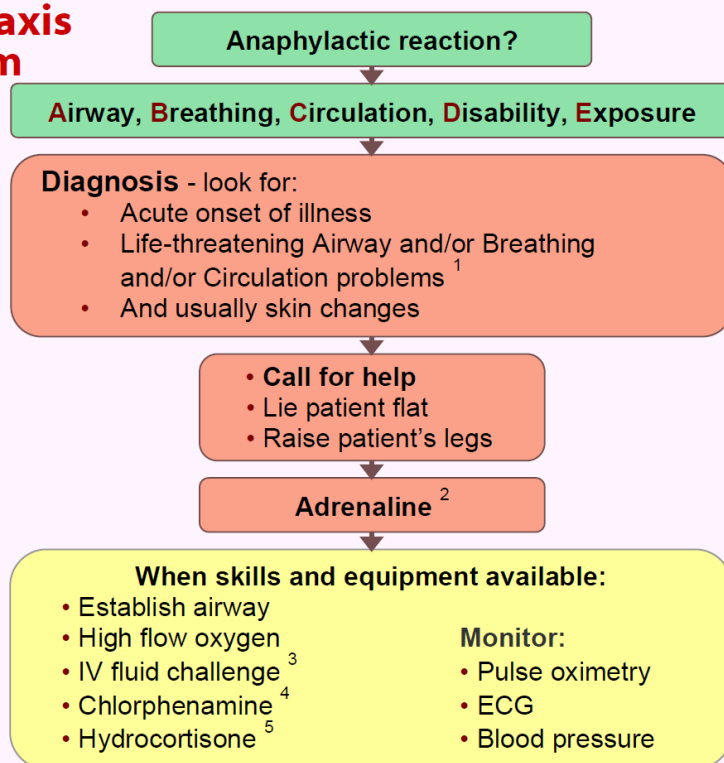 axis
Anaphylactic reaction?
Airway, Breathing, Circulation, Disability, Exposure
Diagnosis - look for:
• Acute onset of illness
• Life-threatening Airway and/or Breathing
and/or Circulation problems 1
• And usually skin changes
• Call for help
• Lie patient flat
• Raise patient's legs
Adrenaline 2
When skills and equipment available:
• Establish airway
• High flow oxygen
• IV fluid challenge 3
• Chlorphenamine 4
• Hydrocortisone 5
Monitor:
• Pulse oximetry
• ECG
• Blood pressure